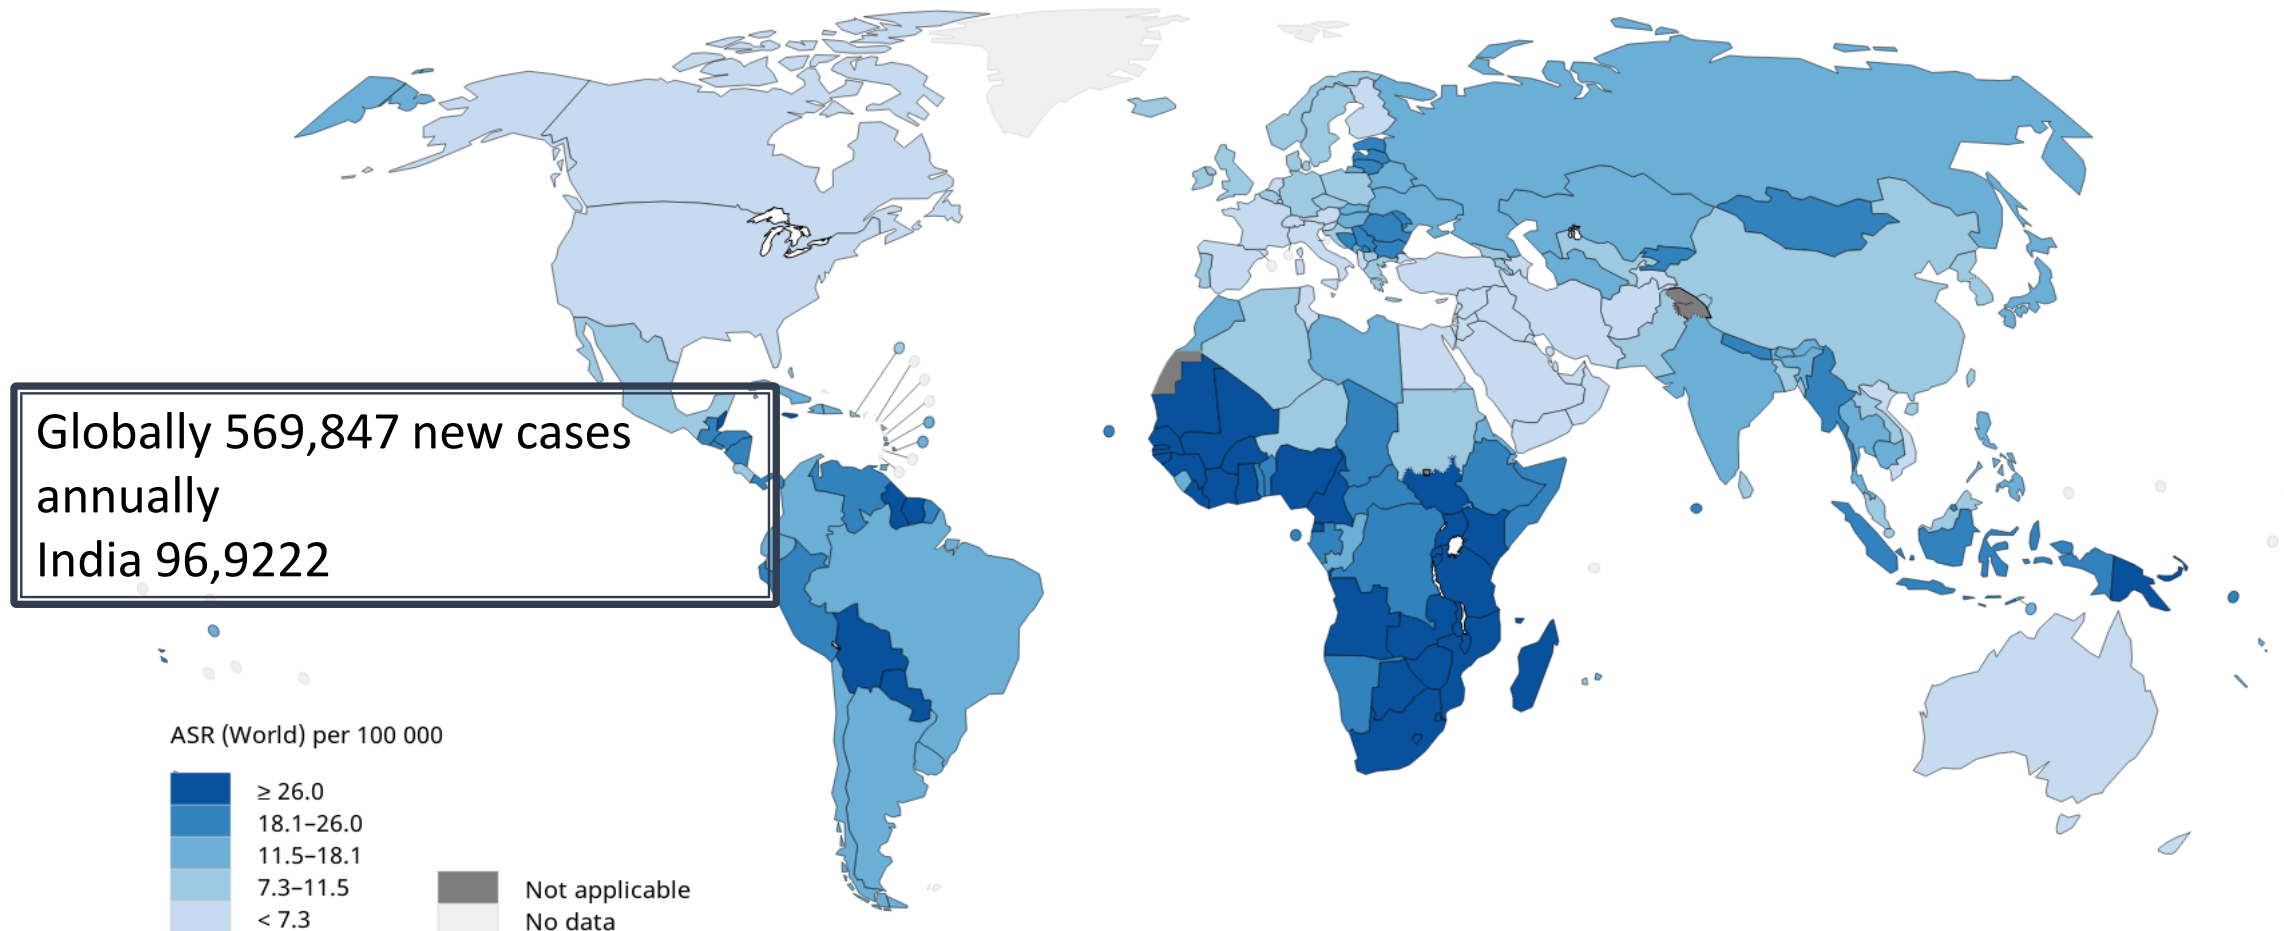 Globally 569,847 new cases
annually
India 96,9222
ASR (World) per 100 000
≥ 26.0
18.1–26.0
11.5–18.1
7.3–11.5
< 7.3
Not applicable
No data